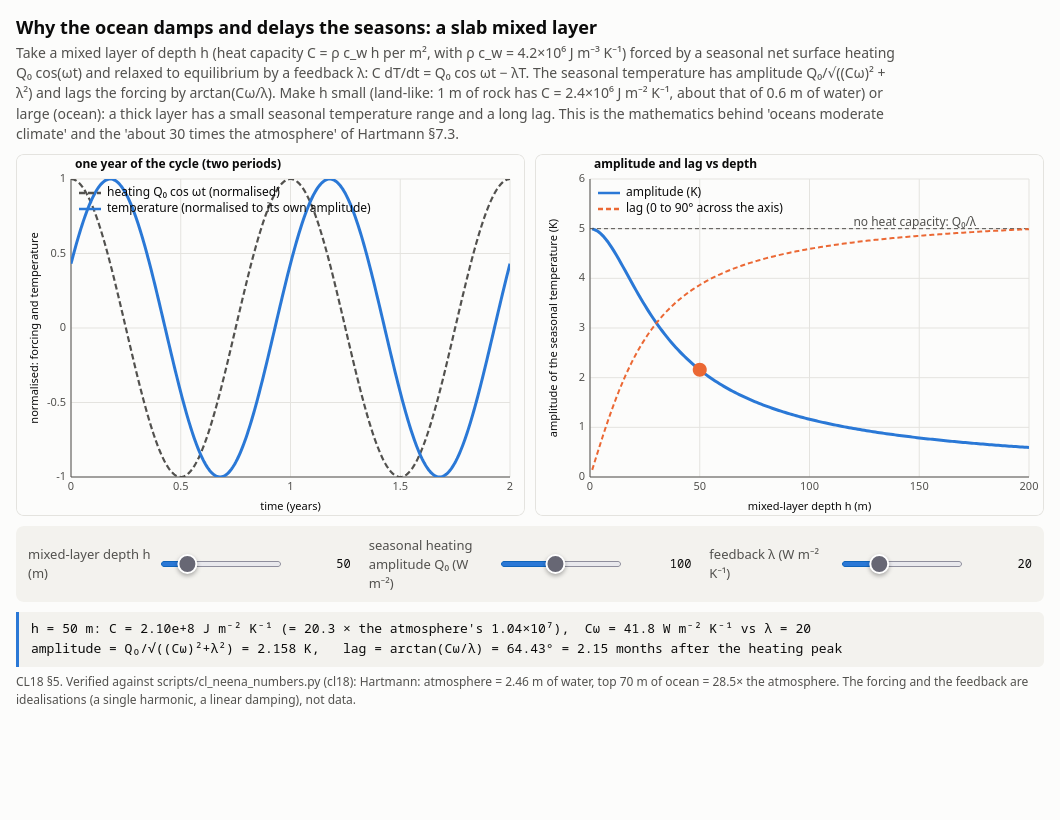 Why the ocean damps and delays the seasons: a slab mixed layer
Take a mixed layer of depth h (heat capacity C = ρ c_w h per m², with ρ c_w = 4.2×10⁶ J m⁻³ K⁻¹) forced by a seasonal net surface heating
Q₀ cos(ωt) and relaxed to equilibrium by a feedback λ: C dT/dt = Q₀ cos ωt − λT. The seasonal temperature has amplitude Q₀/√((Cω)² +
λ²) and lags the forcing by arctan(Cω/λ). Make h small (land-like: 1 m of rock has C = 2.4×10⁶ J m⁻² K⁻¹, about that of 0.6 m of water) or
large (ocean): a thick layer has a small seasonal temperature range and a long lag. This is the mathematics behind 'oceans moderate
climate' and the 'about 30 times the atmosphere' of Hartmann §7.3.
one year of the cycle (two periods)
heating Q₀ cos ωt (normalised)
temperature (normalised to its own amplitude)
normalised: forcing and temperature
1
0.5
0
-0.5
-1
0
0.5
1
1.5
2
time (years)
amplitude and lag vs depth
amplitude (K)
lag (0 to 90° across the axis)
no heat capacity: Q₀/λ
amplitude of the seasonal temperature (K)
6
5
4
3
2
1
0
0
50
100
150
200
mixed-layer depth h (m)
mixed-layer depth h
(m)
50
seasonal heating
amplitude Q₀ (W
m⁻²)
100
feedback λ (W m⁻²
K⁻¹)
20
h = 50 m: C = 2.10e+8 J m⁻² K⁻¹ (= 20.3 × the atmosphere's 1.04×10⁷), Cω = 41.8 W m⁻² K⁻¹ vs λ = 20
amplitude = Q₀/√((Cω)²+λ²) = 2.158 K, lag = arctan(Cω/λ) = 64.43° = 2.15 months after the heating peak
CL18 §5. Verified against scripts/cl_neena_numbers.py (cl18): Hartmann: atmosphere = 2.46 m of water, top 70 m of ocean = 28.5× the atmosphere. The forcing and the feedback are
idealisations (a single harmonic, a linear damping), not data.